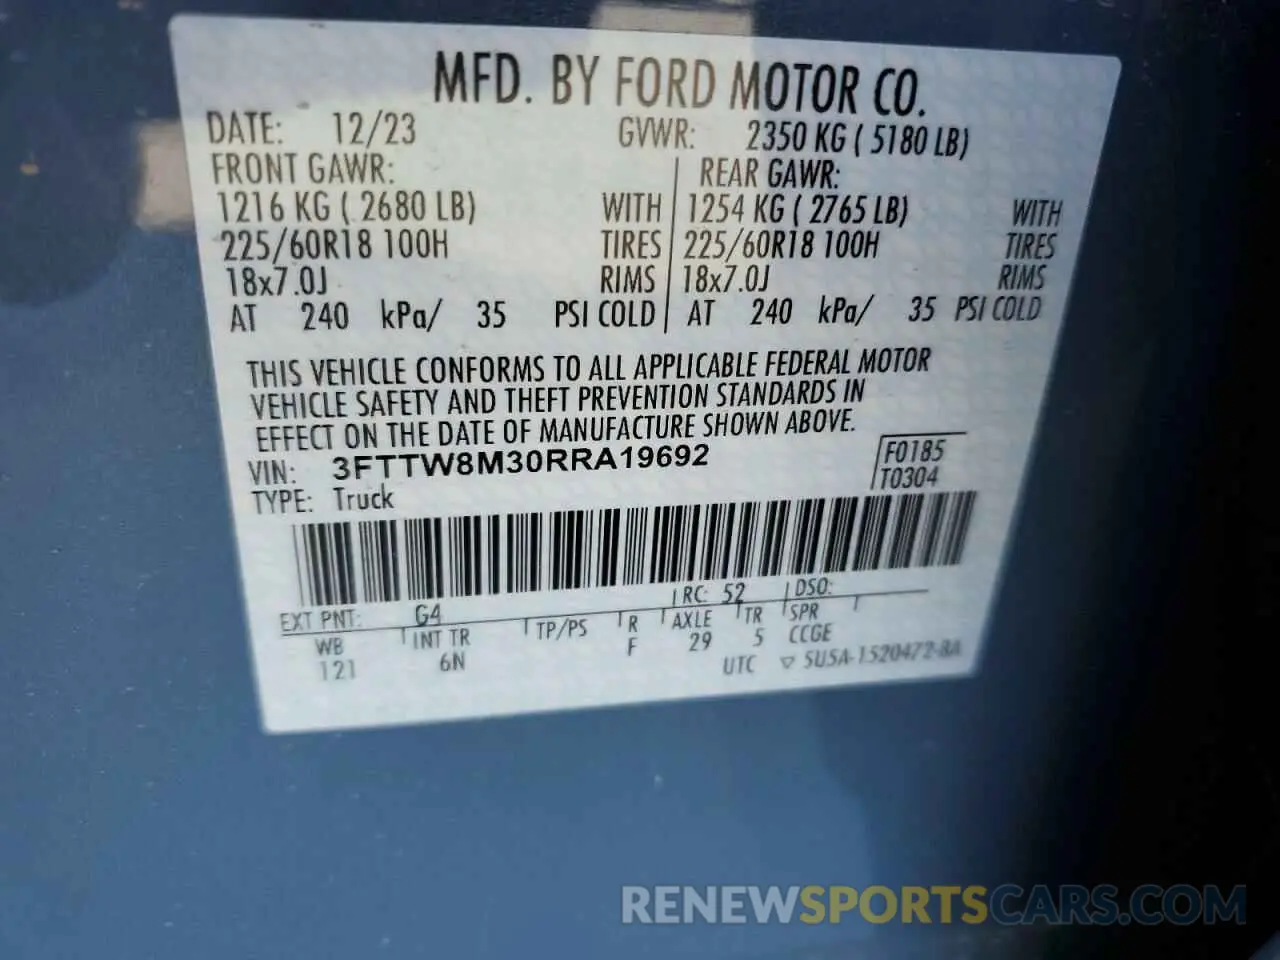 MFD. BY FORD MOTOR CO.
DATE: 12/23 GVWR: 2350 KG ( 5180 LB)
FRONT GAWR: REAR GAWR:
1216 KG ( 2680 LB) WITH 1254 KG ( 2765 LB) WITH
225/60R18 100H TIRES 225/60R18 100H TIRES
18x7.0J RIMS 18x7.0J RIMS
AT 240 kPa/ 35 PSI COLD AT 240 kPa/ 35 PSI COLD
THIS VEHICLE CONFORMS TO ALL APPLICABLE FEDERAL MOTOR
VEHICLE SAFETY AND THEFT PREVENTION STANDARDS IN
EFFECT ON THE DATE OF MANUFACTURE SHOWN ABOVE.
VIN: 3FTTW8M30RRA19692 F0185
TYPE: Truck T0304
EXT PNT: G4 RC: 52 DSO:
WB INT TR TP/PS R AXLE TR SPR
121 6N F 29 5 CCGE
UTC ▽ 5U5A-1520472-BA
RENEWSPORTSCARS.COM